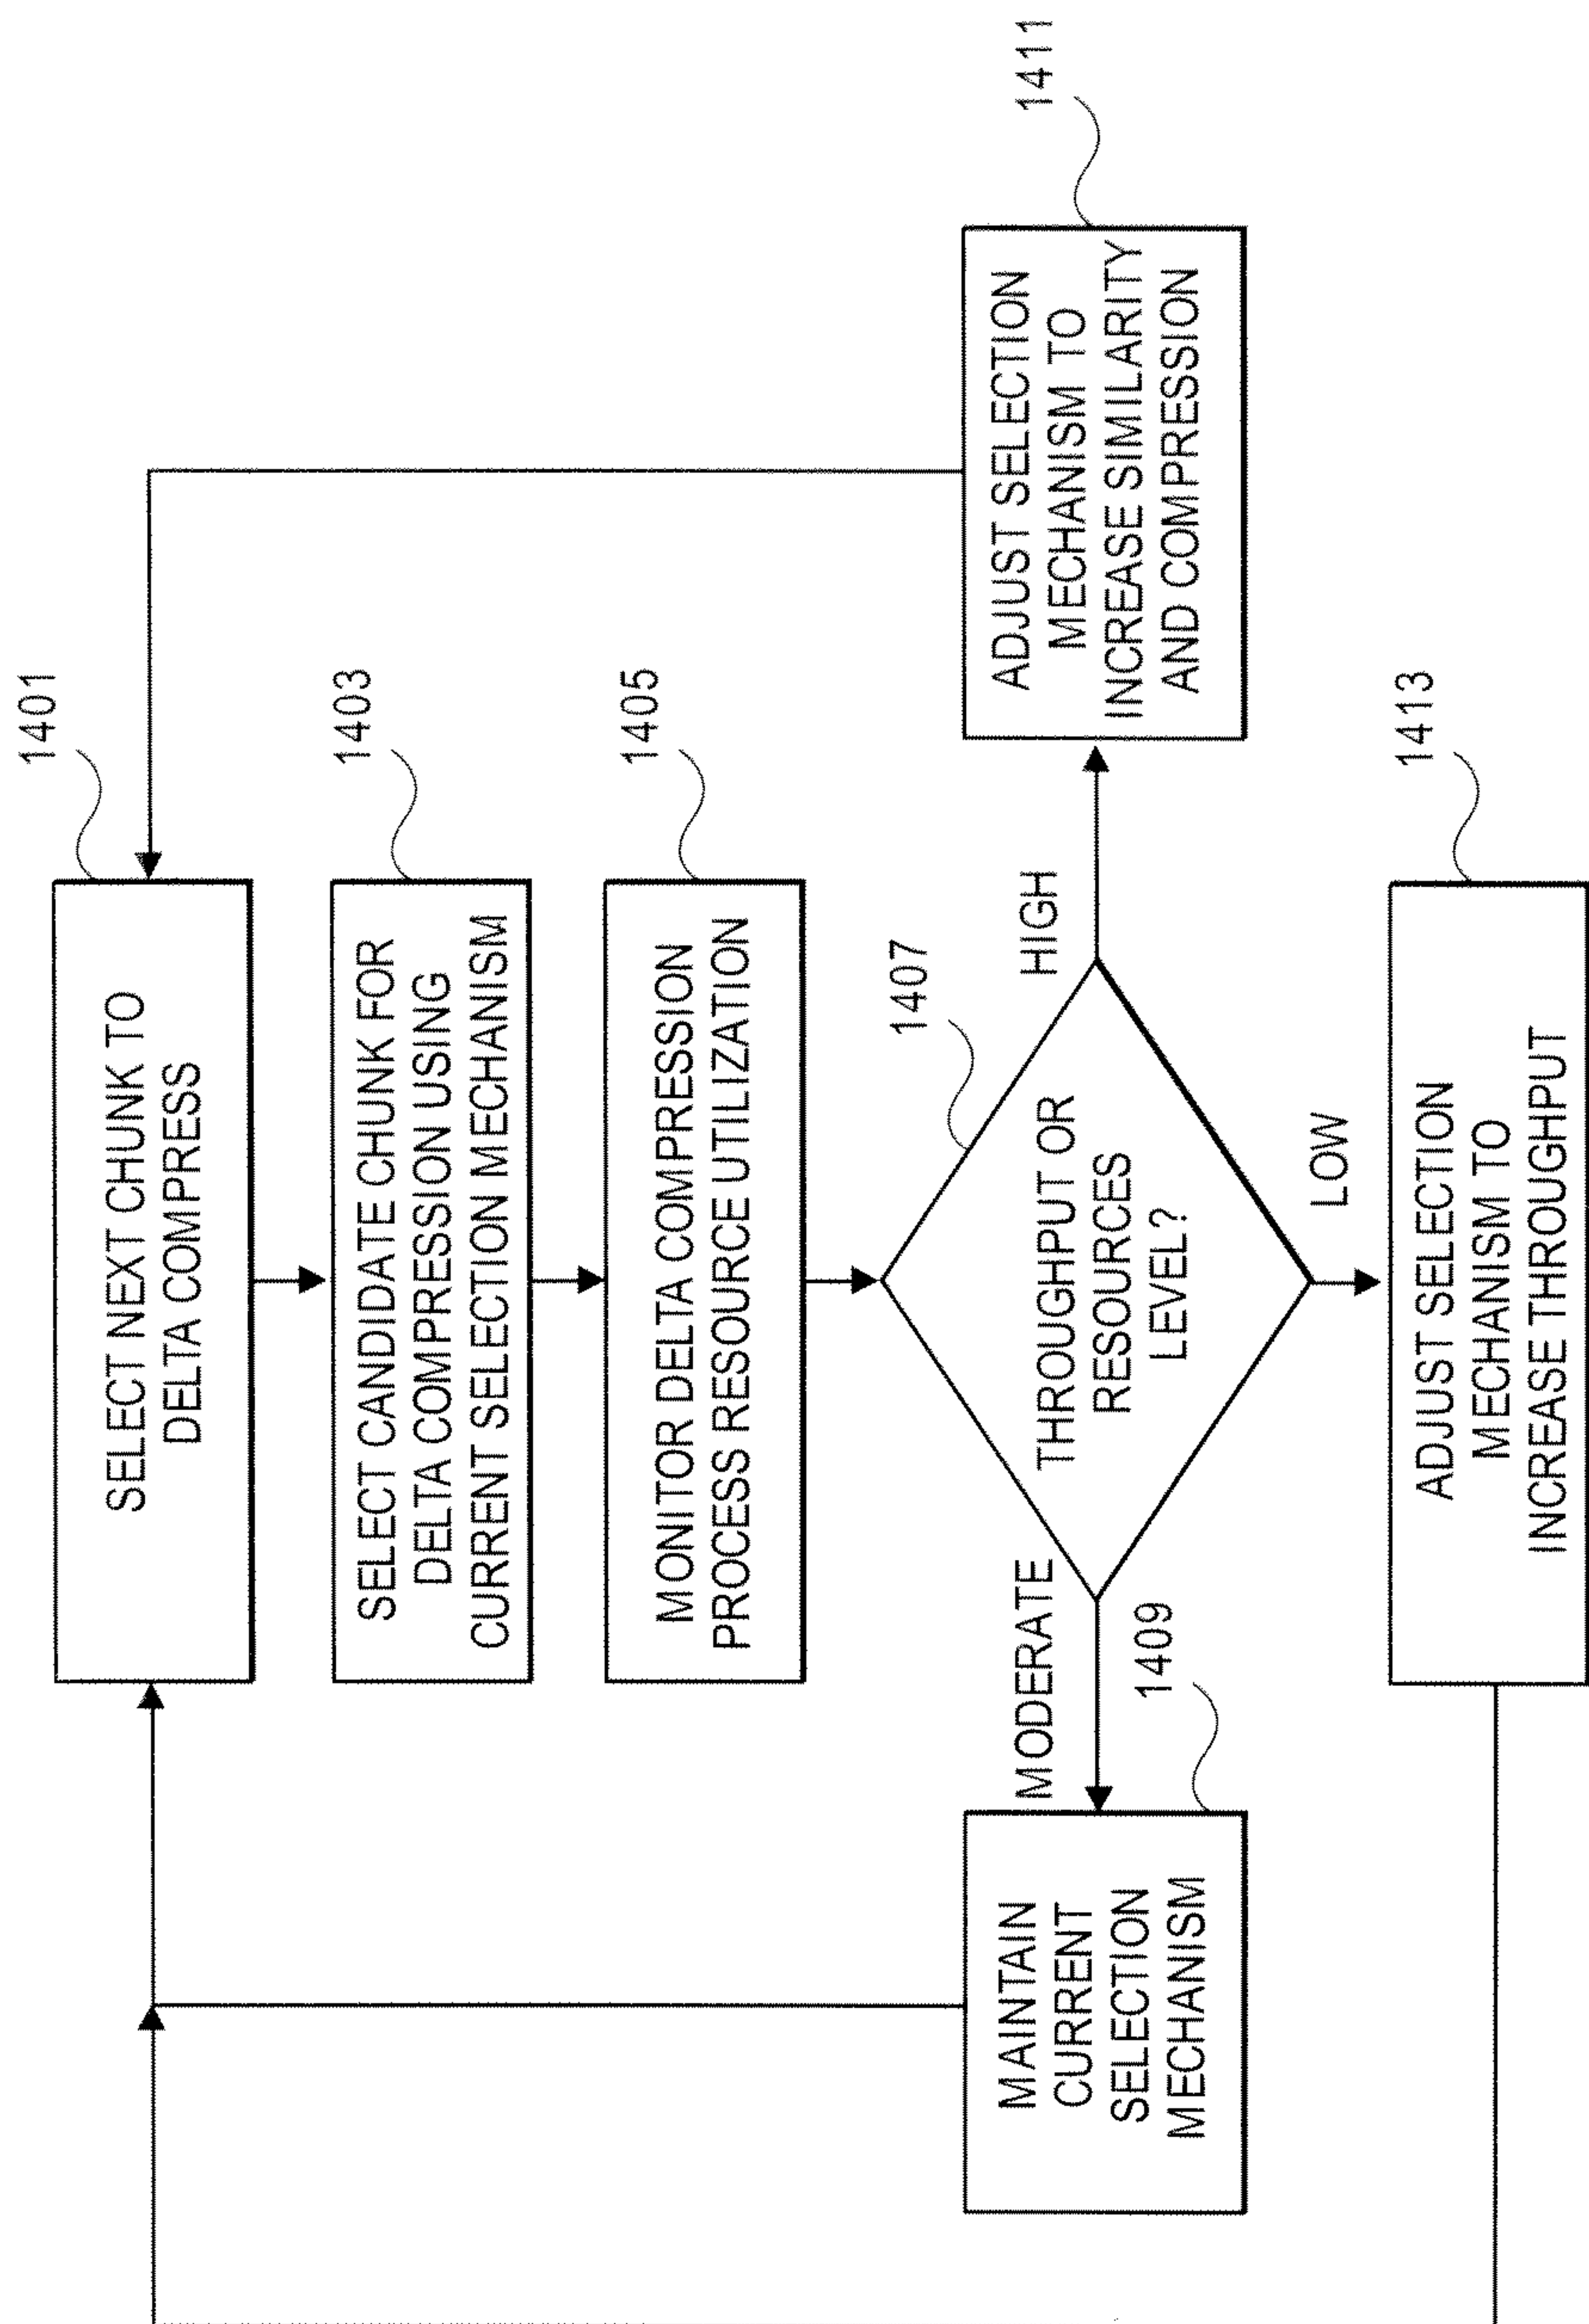 1401
SELECT NEXT CHUNK TO
DELTA COMPRESS
1403
SELECT CANDIDATE CHUNK FOR
DELTA COMPRESSION USING
CURRENT SELECTION MECHANISM
1405
MONITOR DELTA COMPRESSION
PROCESS RESOURCE UTILIZATION
1407
THROUGHPUT OR
RESOURCES
LEVEL?
MODERATE
HIGH
LOW
1409
MAINTAIN
CURRENT
SELECTION
MECHANISM
1411
ADJUST SELECTION
MECHANISM TO
INCREASE SIMILARITY
AND COMPRESSION
1413
ADJUST SELECTION
MECHANISM TO
INCREASE THROUGHPUT